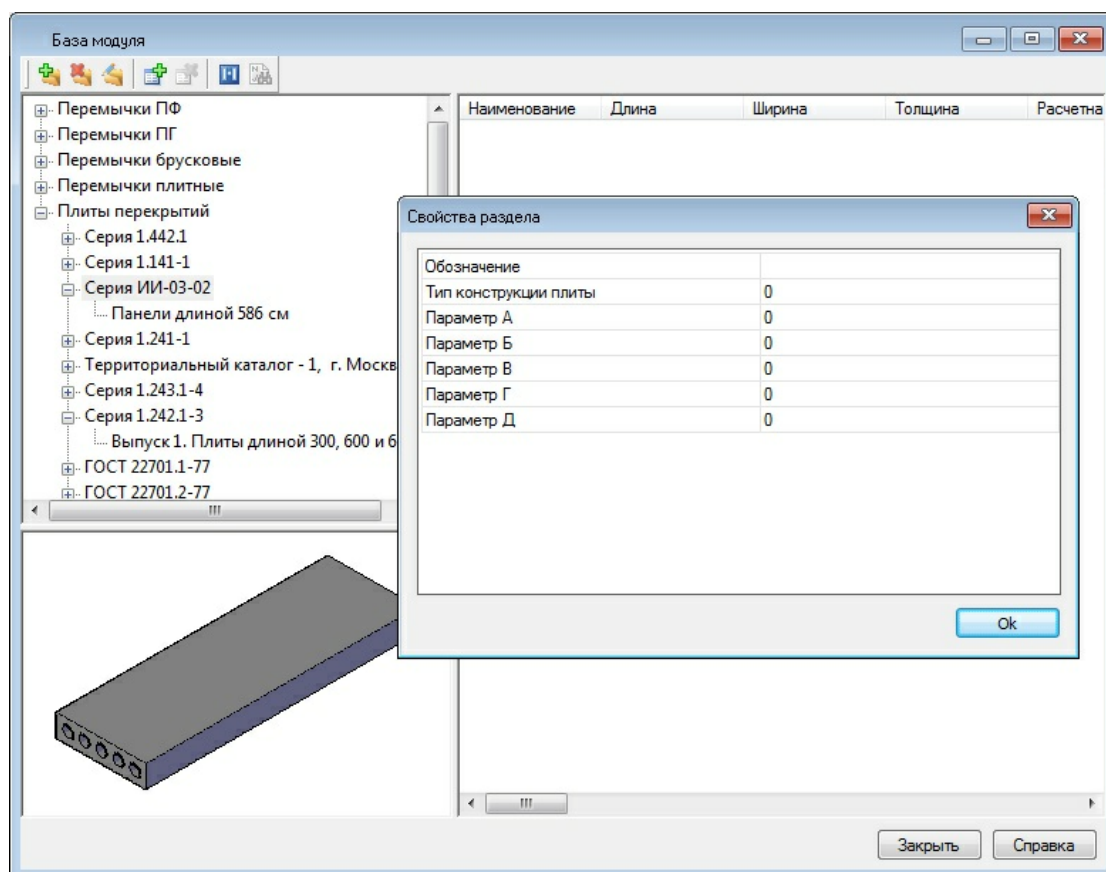 База модуля
Перемычки ПФ
Перемычки ПГ
Перемычки брусковые
Перемычки плитные
Плиты перекрытий
Серия 1.442.1
Серия 1.141-1
Серия ИИ-03-02
Панели длиной 586 см
Серия 1.241-1
Территориальный каталог - 1, г. Москв
Серия 1.243.1-4
Серия 1.242.1-3
Выпуск 1. Плиты длиной 300, 600 и 6
ГОСТ 22701.1-77
ГОСТ 22701.2-77
Наименование Длина Ширина Толщина Расчетна
Свойства раздела
Обозначение
Тип конструкции плиты 0
Параметр А 0
Параметр Б 0
Параметр В 0
Параметр Г 0
Параметр Д 0
Ok
Закрыть Справка